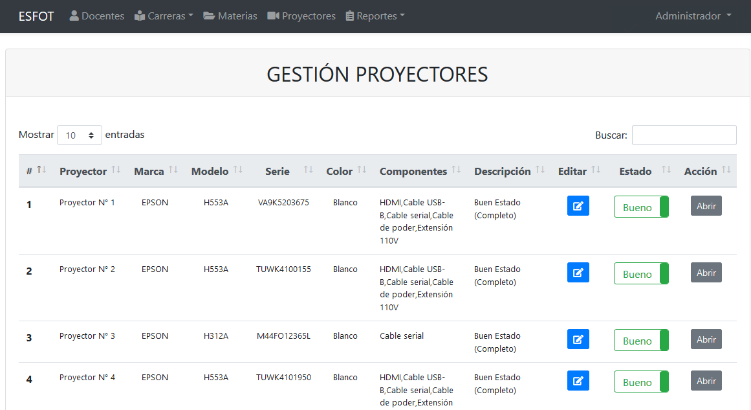 ESFOT Docentes Carreras Materias Proyectores Reportes Administrador
GESTIÓN PROYECTORES
Mostrar 10 entradas Buscar:
# Proyector Marca Modelo Serie Color Componentes Descripción Editar Estado Acción
1 Proyector Nº 1 EPSON H553A VA9K5203675 Blanco HDMI,Cable USB- Buen Estado Bueno Abrir
B,Cable serial,Cable (Completo)
de poder,Extensión
110V
2 Proyector Nº 2 EPSON H553A TUWK4100155 Blanco HDMI,Cable USB- Buen Estado Bueno Abrir
B,Cable serial,Cable (Completo)
de poder,Extensión
110V
3 Proyector Nº 3 EPSON H312A M44FO12365L Blanco Cable serial Buen Estado Bueno Abrir
(Completo)
4 Proyector Nº 4 EPSON H553A TUWK4101950 Blanco HDMI,Cable USB- Buen Estado Bueno Abrir
B,Cable serial,Cable (Completo)
de poder,Extensión